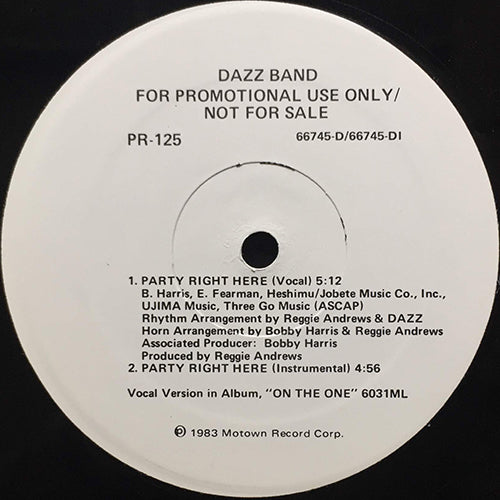 DAZZ BAND
FOR PROMOTIONAL USE ONLY/
NOT FOR SALE
PR-125 66745-D/66745-DI
1. PARTY RIGHT HERE (Vocal) 5:12
B. Harris, E. Fearman, Heshimu/Jobete Music Co., Inc.,
UJIMA Music, Three Go Music (ASCAP)
Rhythm Arrangement by Reggie Andrews & DAZZ
Horn Arrangement by Bobby Harris & Reggie Andrews
Associated Producer: Bobby Harris
Produced by Reggie Andrews
2. PARTY RIGHT HERE (Instrumental) 4:56
Vocal Version in Album, "ON THE ONE" 6031ML
℗ 1983 Motown Record Corp.